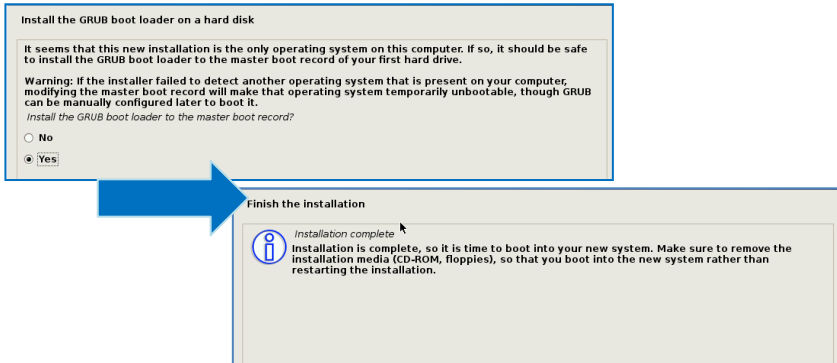 Install the GRUB boot loader on a hard disk
It seems that this new installation is the only operating system on this computer. If so, it should be safe
to install the GRUB boot loader to the master boot record of your first hard drive.
Warning: If the installer failed to detect another operating system that is present on your computer,
modifying the master boot record will make that operating system temporarily unbootable, though GRUB
can be manually configured later to boot it.
Install the GRUB boot loader to the master boot record?
No
Yes
Finish the installation
Installation complete
Installation is complete, so it is time to boot into your new system. Make sure to remove the
installation media (CD-ROM, floppies), so that you boot into the new system rather than
restarting the installation.